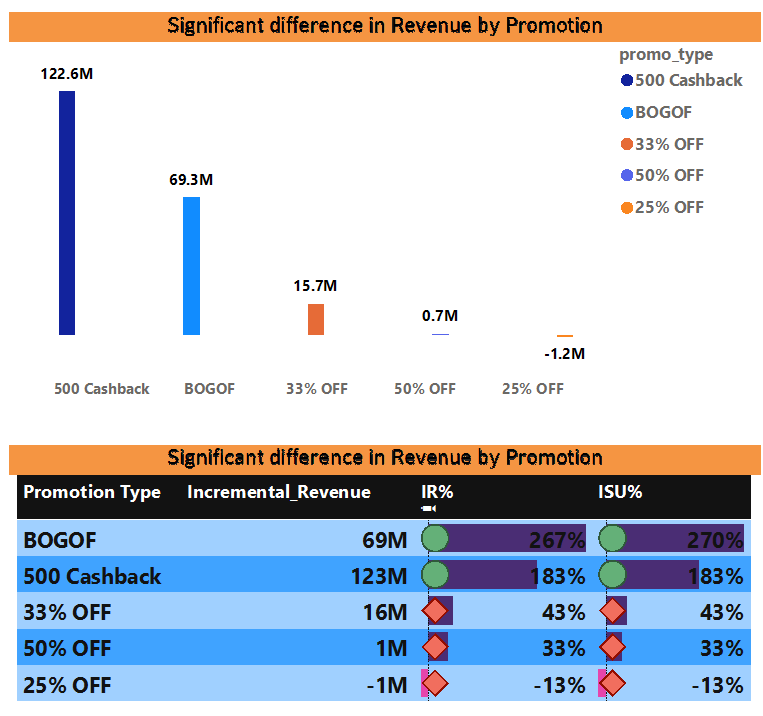 Significant difference in Revenue by Promotion
promo_type
500 Cashback
BOGOF
33% OFF
50% OFF
25% OFF
122.6M
69.3M
15.7M
0.7M
-1.2M
500 Cashback BOGOF 33% OFF 50% OFF 25% OFF
Significant difference in Revenue by Promotion
Promotion Type Incremental_Revenue IR% ISU%
BOGOF 69M 267% 270%
500 Cashback 123M 183% 183%
33% OFF 16M 43% 43%
50% OFF 1M 33% 33%
25% OFF -1M -13% -13%